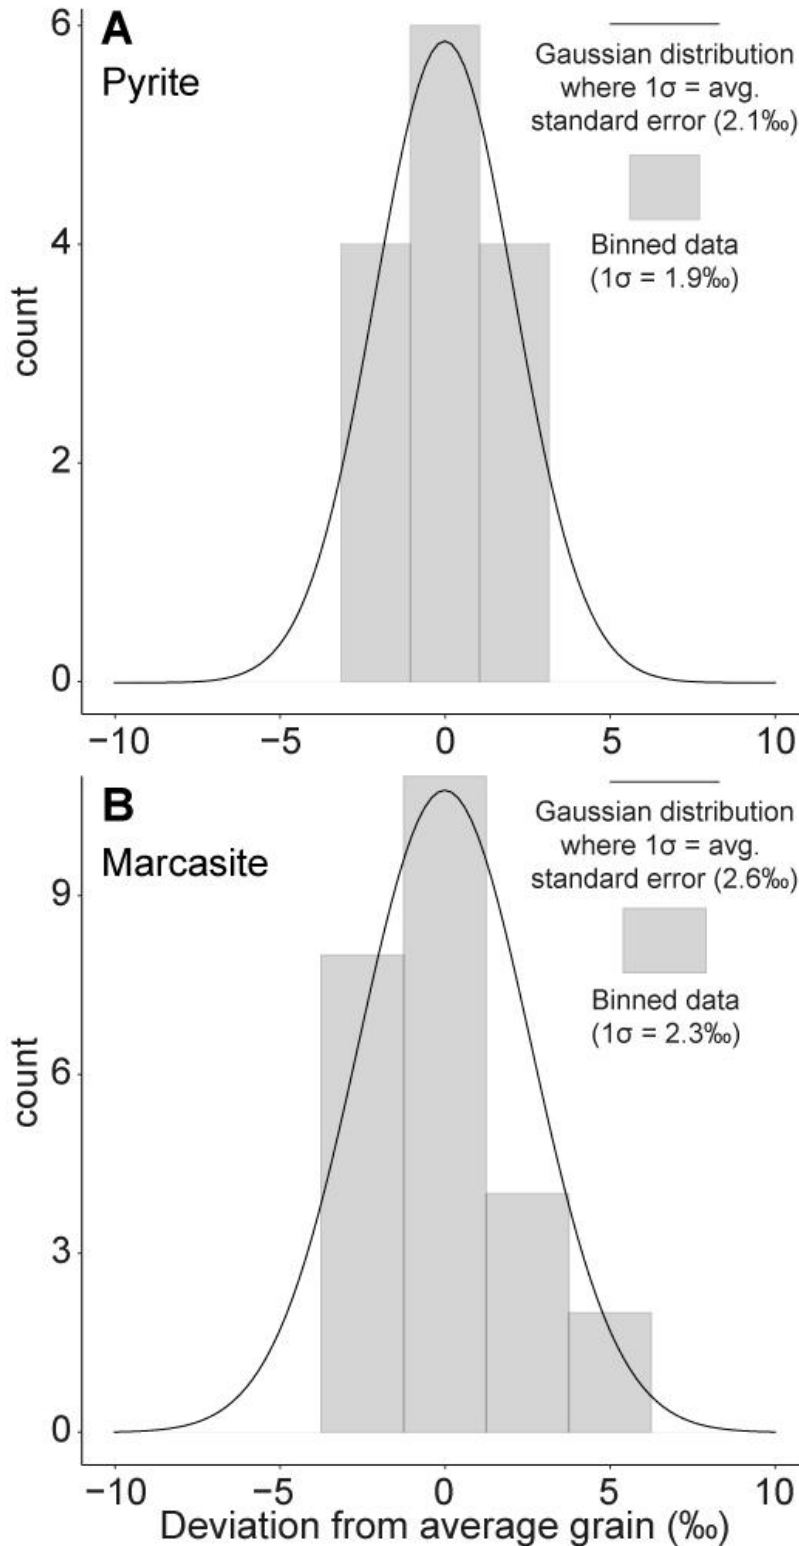 A
Pyrite
Gaussian distribution
where 1σ = avg.
standard error (2.1‰)
Binned data
(1σ = 1.9‰)
6
4
2
0
count
−10 −5 0 5 10
B
Marcasite
Gaussian distribution
where 1σ = avg.
standard error (2.6‰)
Binned data
(1σ = 2.3‰)
9
6
3
0
count
−10 −5 0 5 10
Deviation from average grain (‰)